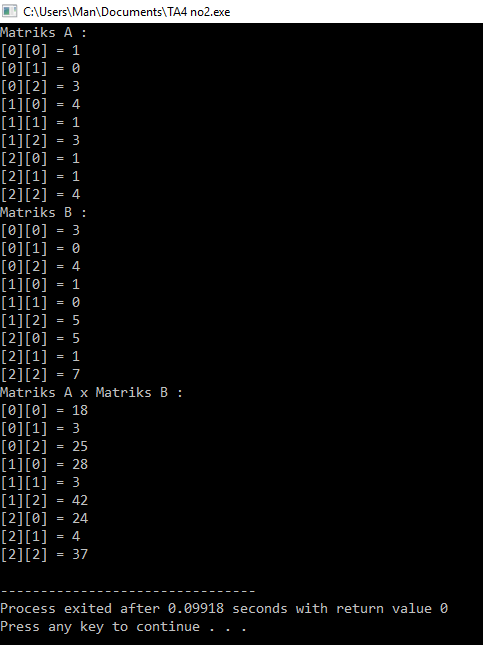 C:\Users\Man\Documents\TA4 no2.exe
Matriks A :
[0][0] = 1
[0][1] = 0
[0][2] = 3
[1][0] = 4
[1][1] = 1
[1][2] = 3
[2][0] = 1
[2][1] = 1
[2][2] = 4
Matriks B :
[0][0] = 3
[0][1] = 0
[0][2] = 4
[1][0] = 1
[1][1] = 0
[1][2] = 5
[2][0] = 5
[2][1] = 1
[2][2] = 7
Matriks A x Matriks B :
[0][0] = 18
[0][1] = 3
[0][2] = 25
[1][0] = 28
[1][1] = 3
[1][2] = 42
[2][0] = 24
[2][1] = 4
[2][2] = 37
--------------------------------
Process exited after 0.09918 seconds with return value 0
Press any key to continue . . .